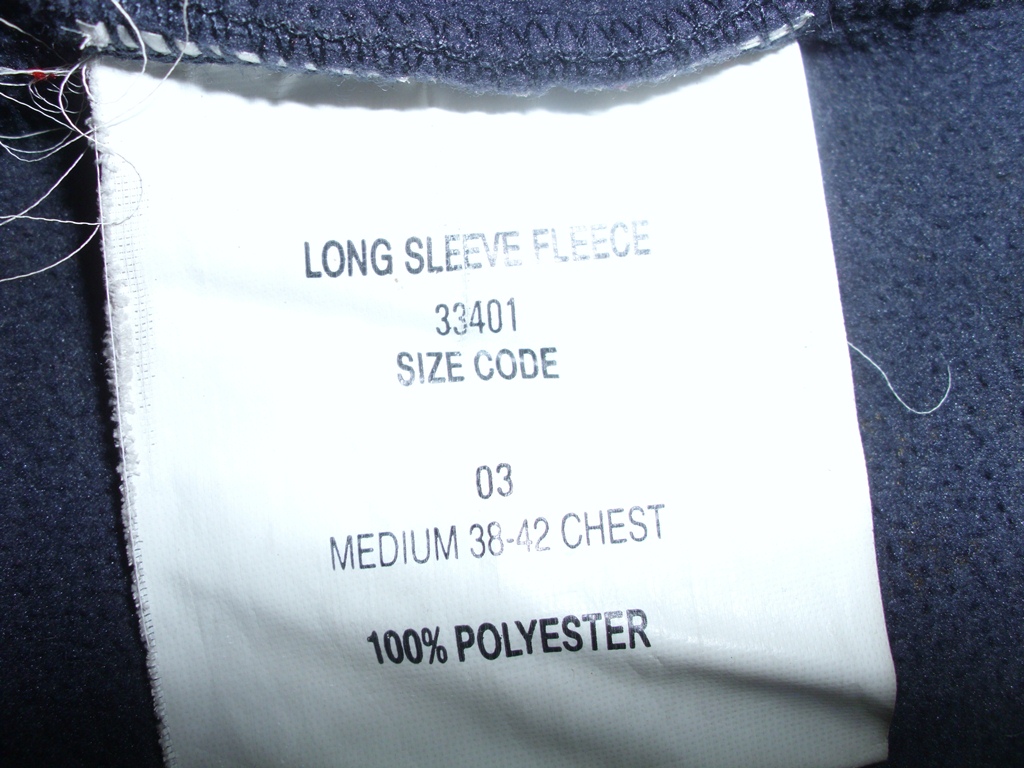 LONG SLEEVE FLEECE
33401
SIZE CODE
03
MEDIUM 38-42 CHEST
100% POLYESTER